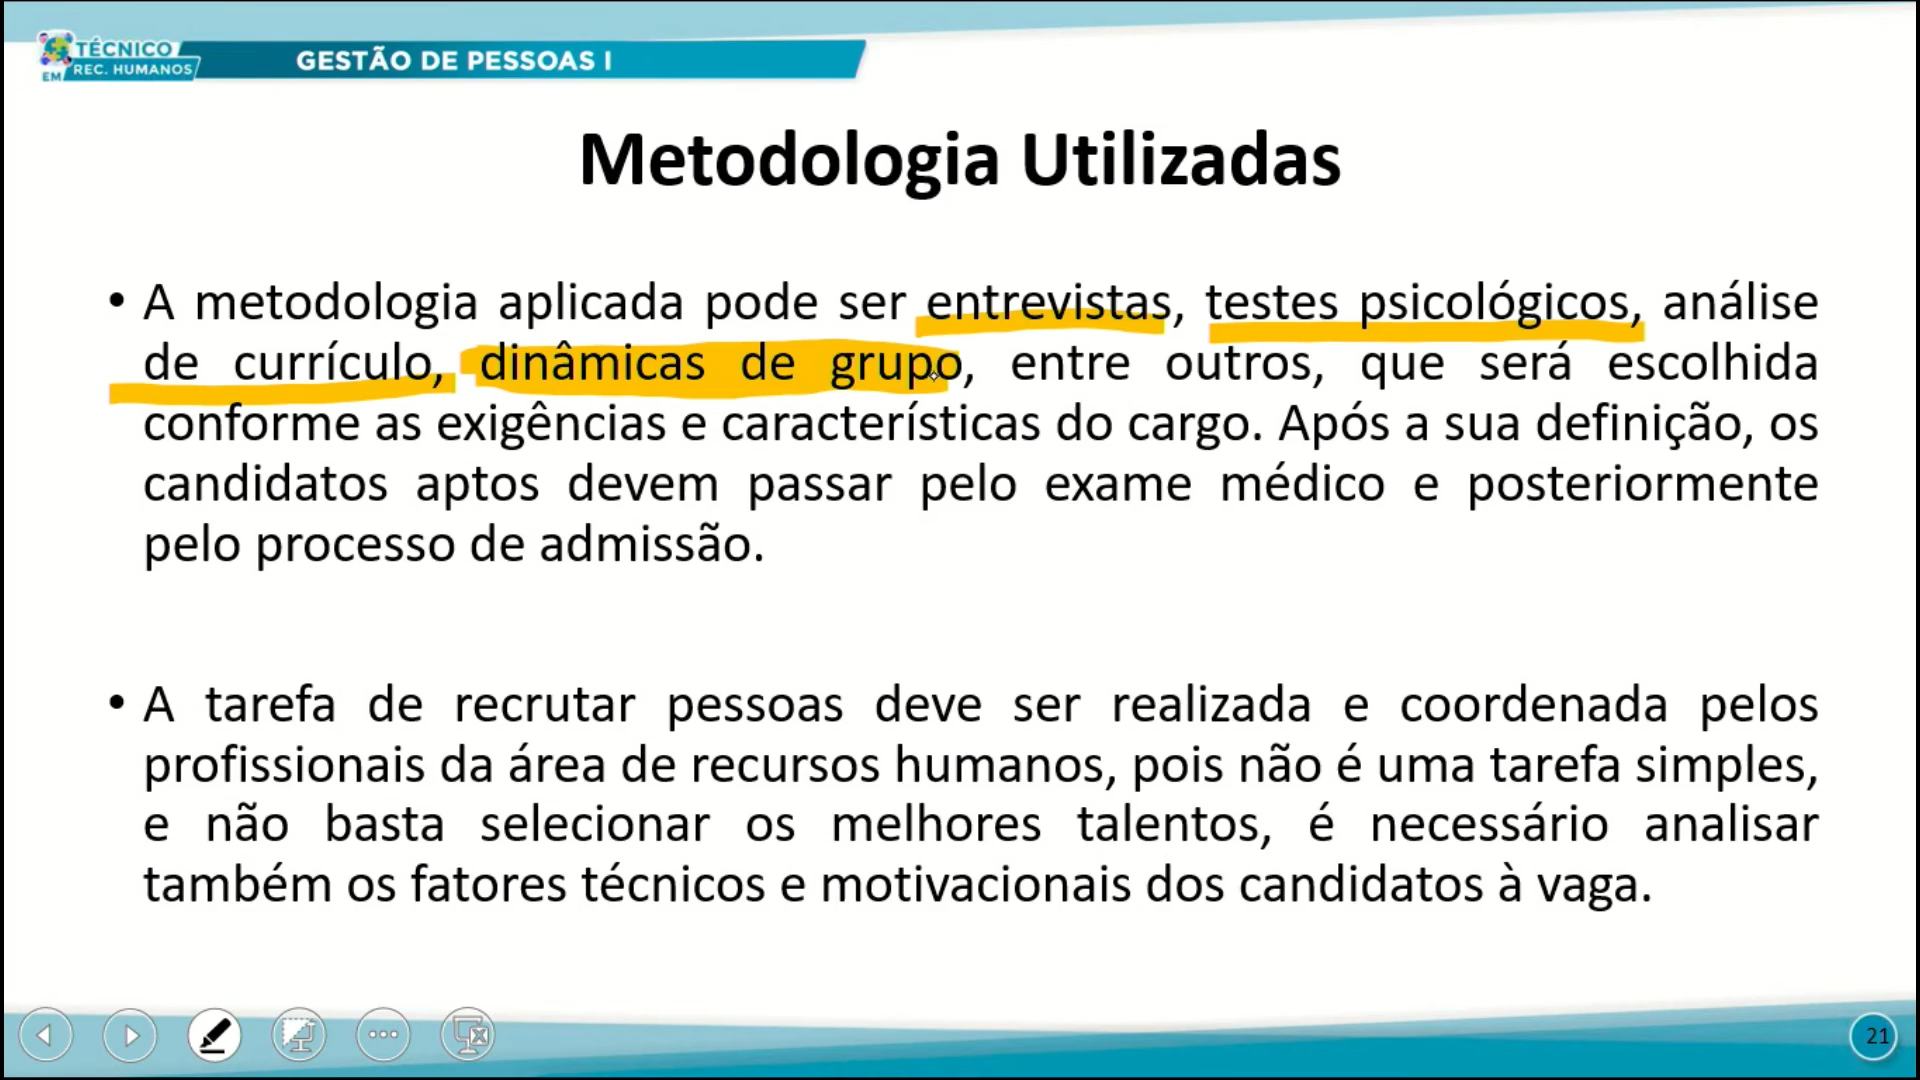 TÉCNICO
EM REC. HUMANOS
GESTÃO DE PESSOAS I
Metodologia Utilizadas
• A metodologia aplicada pode ser entrevistas, testes psicológicos, análise
de currículo, dinâmicas de grupo, entre outros, que será escolhida
conforme as exigências e características do cargo. Após a sua definição, os
candidatos aptos devem passar pelo exame médico e posteriormente
pelo processo de admissão.
• A tarefa de recrutar pessoas deve ser realizada e coordenada pelos
profissionais da área de recursos humanos, pois não é uma tarefa simples,
e não basta selecionar os melhores talentos, é necessário analisar
também os fatores técnicos e motivacionais dos candidatos à vaga.
21